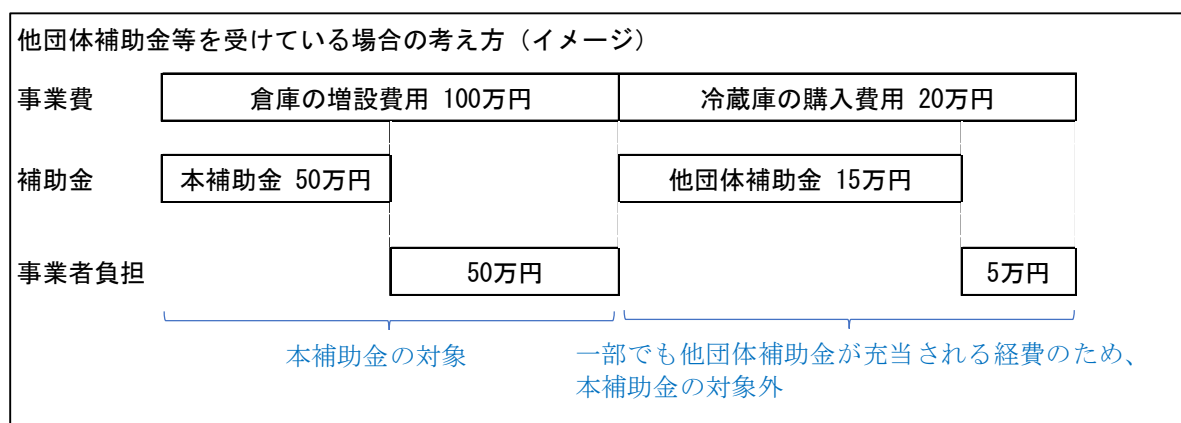 他団体補助金等を受けている場合の考え方（イメージ）
事業費
倉庫の増設費用 100万円
冷蔵庫の購入費用 20万円
補助金
本補助金 50万円
他団体補助金 15万円
事業者負担
50万円
5万円
本補助金の対象
一部でも他団体補助金が充当される経費のため、
本補助金の対象外